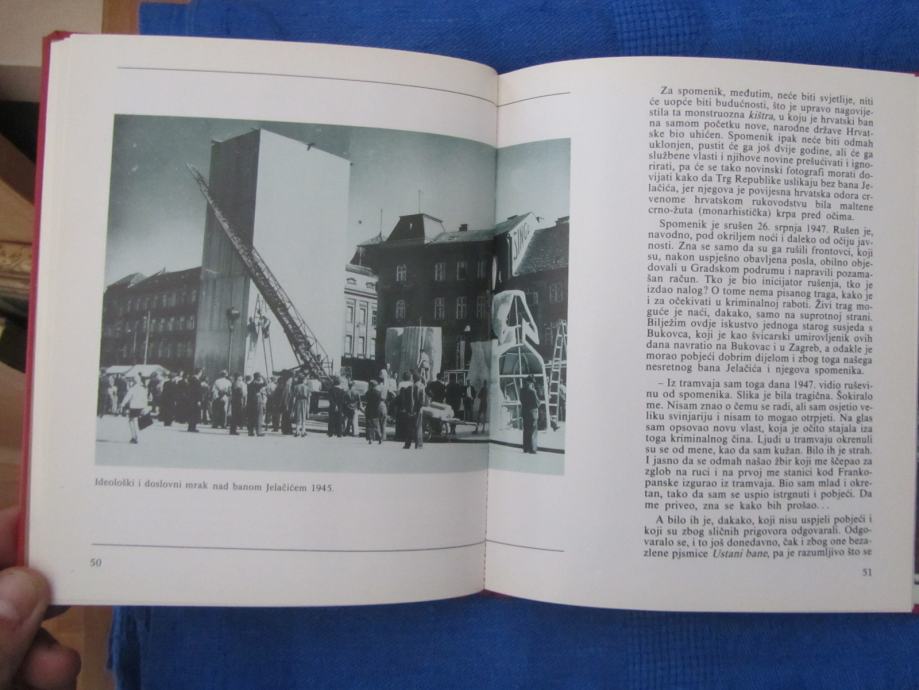 SING
Ideološki i doslovni mrak nad banom Jelačićem 1945.
50
Za spomenik, međutim, neće biti svjetlije, niti
će uopće biti budućnosti, što je upravo nagovije-
stila ta monstruozna kištra, u koju je hrvatski ban
na samom početku nove, narodne države Hrvat-
ske bio uhićen. Spomenik ipak neće biti odmah
uklonjen, pustit će ga još dvije godine, ali će ga
službene vlasti i njihove novine prešućivati i igno-
rirati, pa će se tako novinski fotografi morati do-
vijati kako da Trg Republike uslikaju bez bana Je-
lačića, jer njegova je povijesna hrvatska odora cr-
venome hrvatskom rukovodstvu bila maltene
crno-žuta (monarhistička) krpa pred očima.
Spomenik je srušen 26. srpnja 1947. Rušen je,
navodno, pod okriljem noći i daleko od očiju jav-
nosti. Zna se samo da su ga rušili frontovci, koji
su, nakon uspješno obavljena posla, obilno obje-
dovali u Gradskom podrumu i napravili pozama-
šan račun. Tko je bio inicijator rušenja, tko je
izdao nalog? O tome nema pisanog traga, kako je
i za očekivati u kriminalnoj raboti. Živi trag mo-
guće je naći, dakako, samo na suprotnoj strani.
Bilježim ovdje iskustvo jednoga starog susjeda s
Bukovca, koji je kao švicarski umirovljenik ovih
dana navratio na Bukovac i u Zagreb, a odakle je
morao pobjeći dobrim dijelom i zbog toga našega
nesretnog bana Jelačića i njegova spomenika.
– Iz tramvaja sam toga dana 1947. vidio ruševi-
nu od spomenika. Slika je bila tragična. Šokiralo
me. Nisam znao o čemu se radi, ali sam osjetio ve-
liku svinjariju i nisam to mogao otrpjeti. Na glas
sam opsovao novu vlast, koja je očito stajala iza
toga kriminalnog čina. Ljudi u tramvaju okrenuli
su se od mene, kao da sam kužan. Bilo ih je strah.
I jasno da se odmah našao žbir koji me ščepao za
zglob na ruci i na prvoj me stanici kod Franko-
panske izgurao iz tramvaja. Bio sam mlad i okre-
tan, tako da sam se uspio istrgnuti i pobjeći. Da
me priveo, zna se kako bih prošao...
A bilo ih je, dakako, koji nisu uspjeli pobjeći i
koji su zbog sličnih prigovora odgovarali. Odgo-
varalo se, i to još donedavno, čak i zbog one beza-
zlene pjsmice Ustani bane, pa je razumljivo što se
51